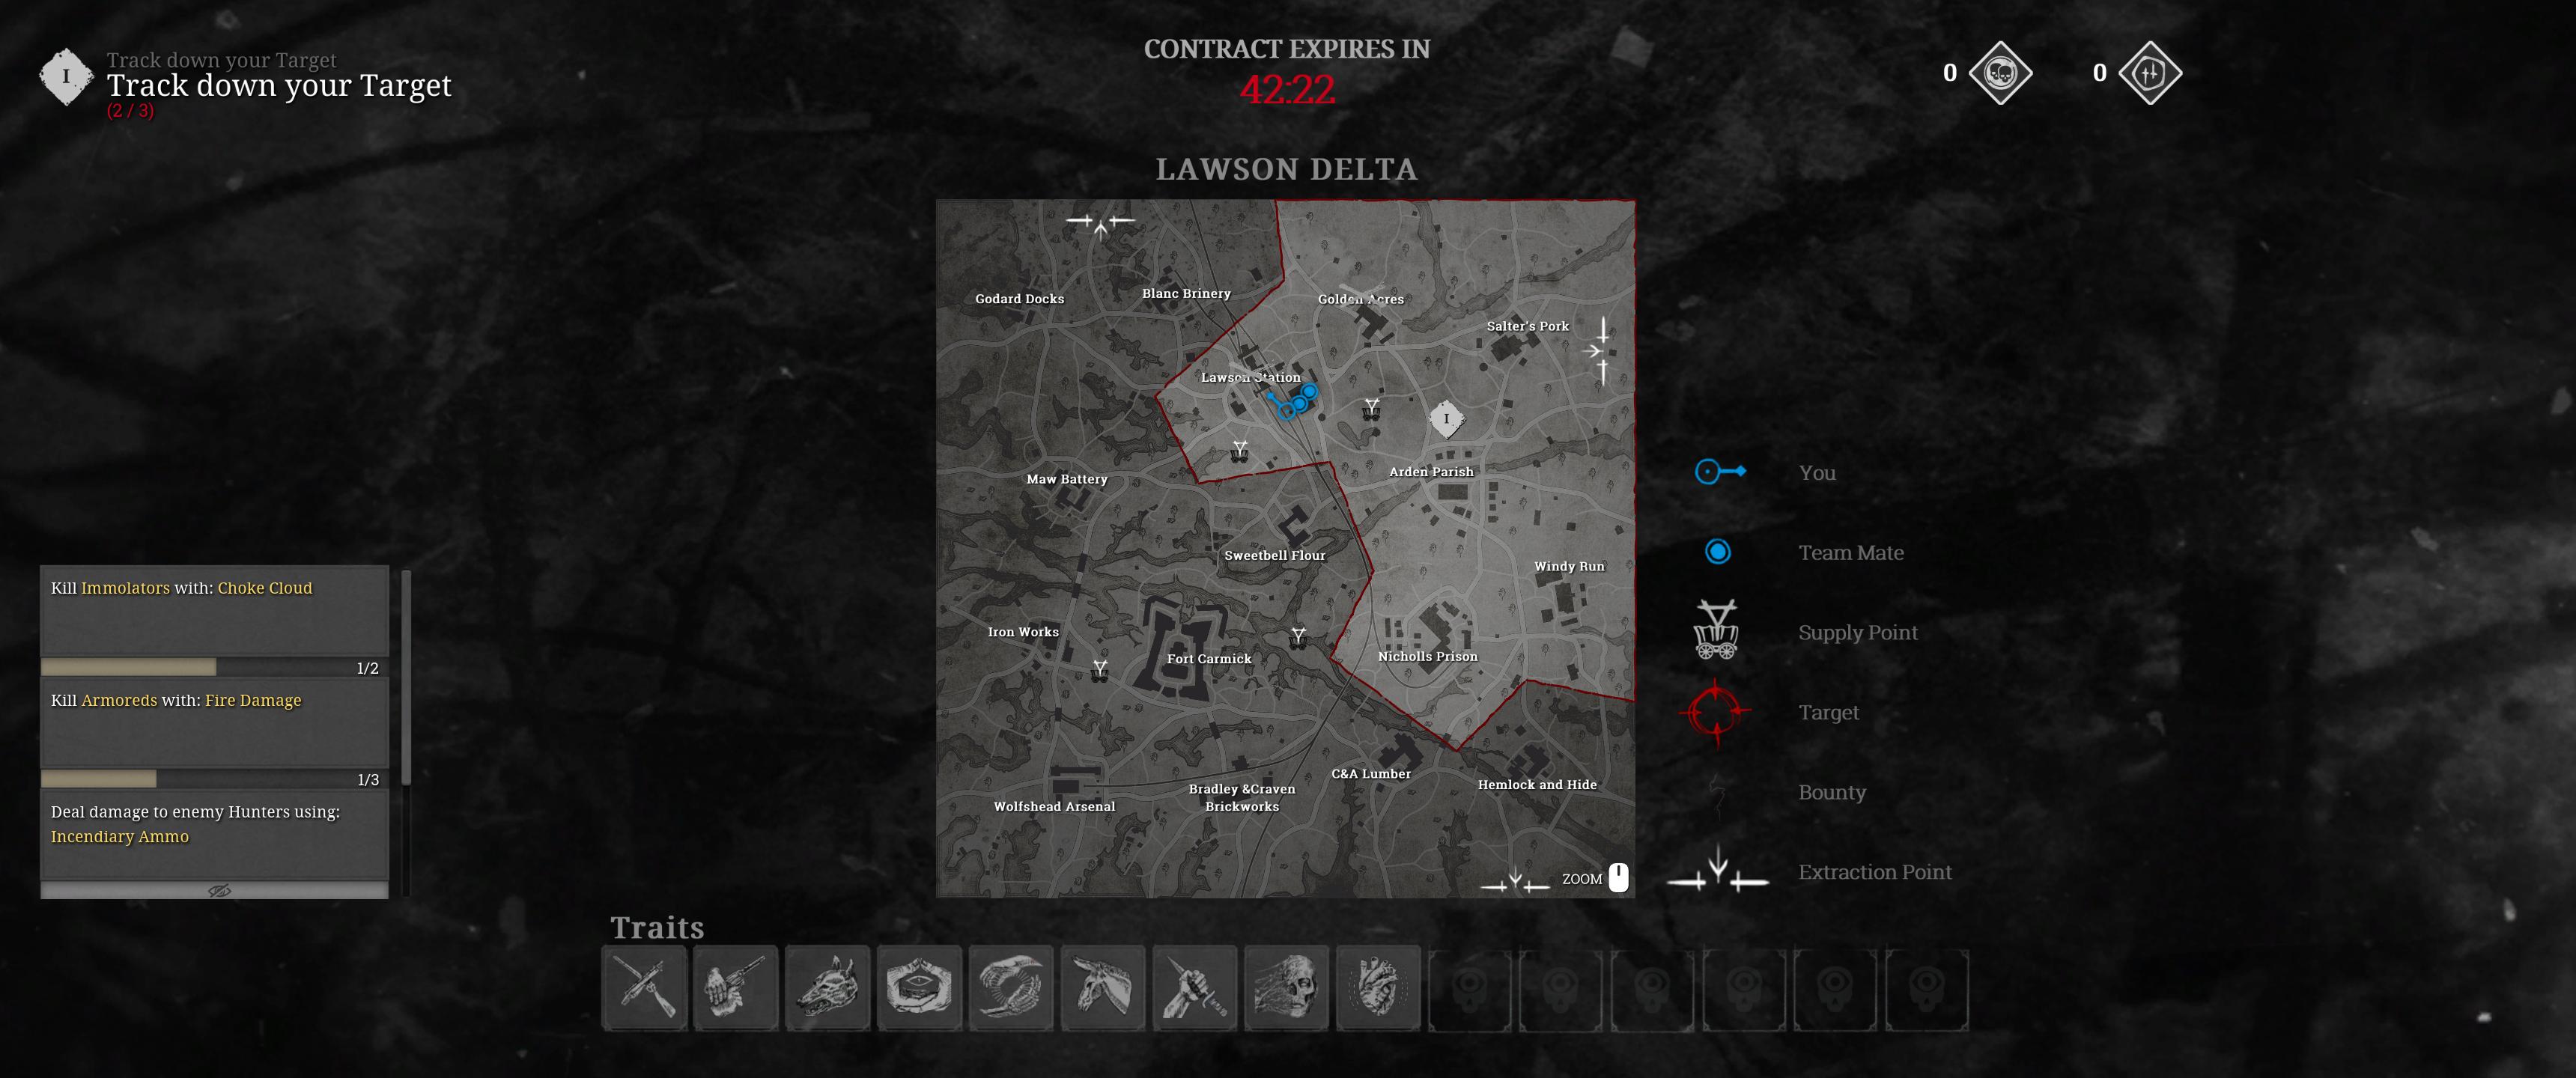 I
Track down your Target
Track down your Target
(2 / 3)
CONTRACT EXPIRES IN
42:22
0
0
LAWSON DELTA
Godard Docks
Blanc Brinery
Golden Acres
Salter's Pork
Lawson Station
I
Arden Parish
Maw Battery
Sweetbell Flour
Windy Run
Iron Works
Fort Carmick
Nicholls Prison
C&A Lumber
Hemlock and Hide
Bradley &Craven
Brickworks
Wolfshead Arsenal
ZOOM
You
Team Mate
Supply Point
Target
Bounty
Extraction Point
Kill Immolators with: Choke Cloud
1/2
Kill Armoreds with: Fire Damage
1/3
Deal damage to enemy Hunters using:
Incendiary Ammo
Traits